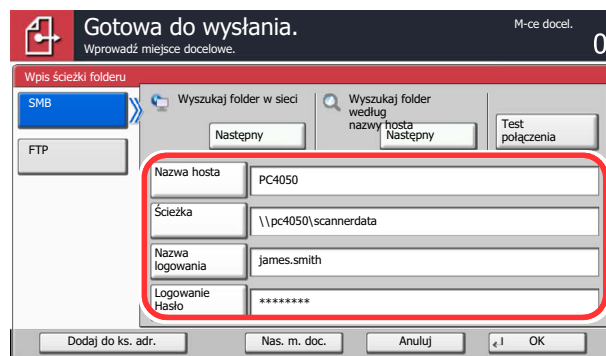 Gotowa do wysłania.
Wprowadź miejsce docelowe.
M-ce docel.
0
Wpis ścieżki folderu
SMB
FTP
Wyszukaj folder w sieci
Następny
Wyszukaj folder
według
nazwy hosta
Następny
Test
połączenia
Nazwa hosta
PC4050
Ścieżka
\\pc4050\scannerdata
Nazwa
logowania
james.smith
Logowanie
Hasło
********
Dodaj do ks. adr.
Nas. m. doc.
Anuluj
OK